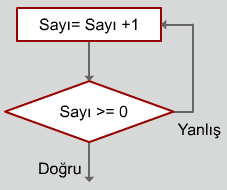 Sayı= Sayı +1
Sayı >= 0
Yanlış
Doğru